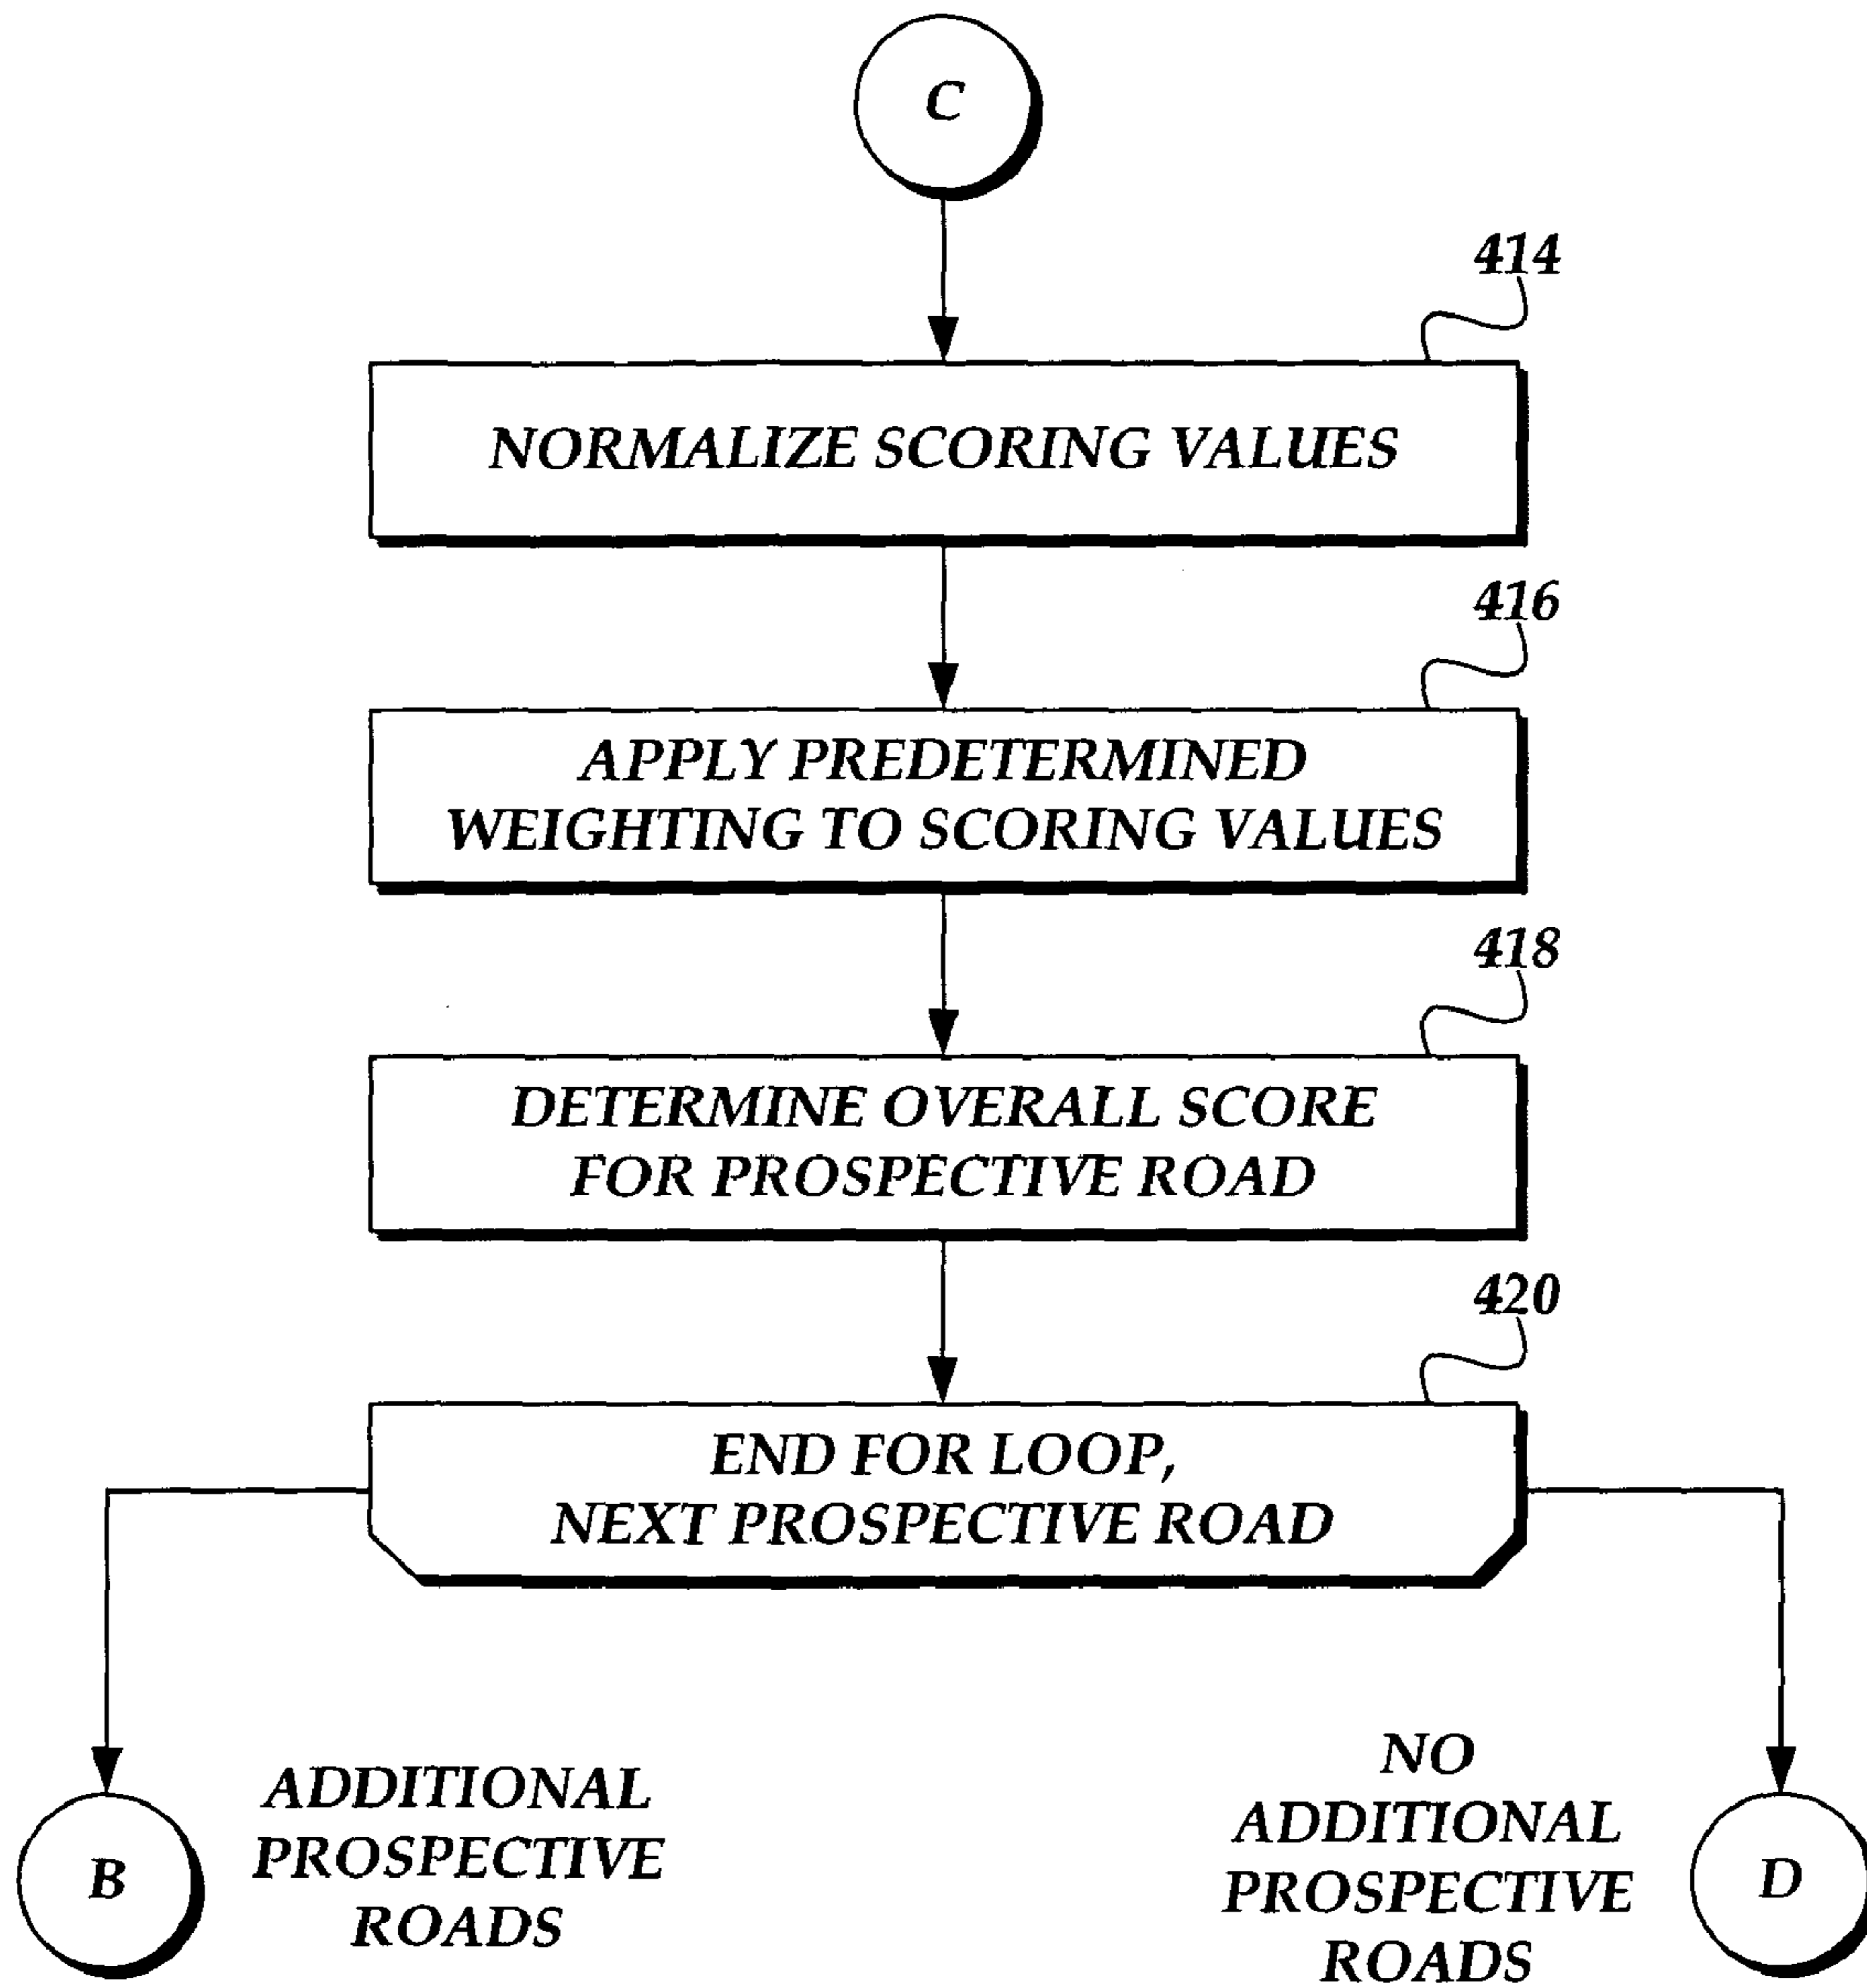 C
414
NORMALIZE SCORING VALUES
416
APPLY PREDETERMINED
WEIGHTING TO SCORING VALUES
418
DETERMINE OVERALL SCORE
FOR PROSPECTIVE ROAD
420
END FOR LOOP,
NEXT PROSPECTIVE ROAD
B
ADDITIONAL
PROSPECTIVE
ROADS
NO
ADDITIONAL
PROSPECTIVE
ROADS
D